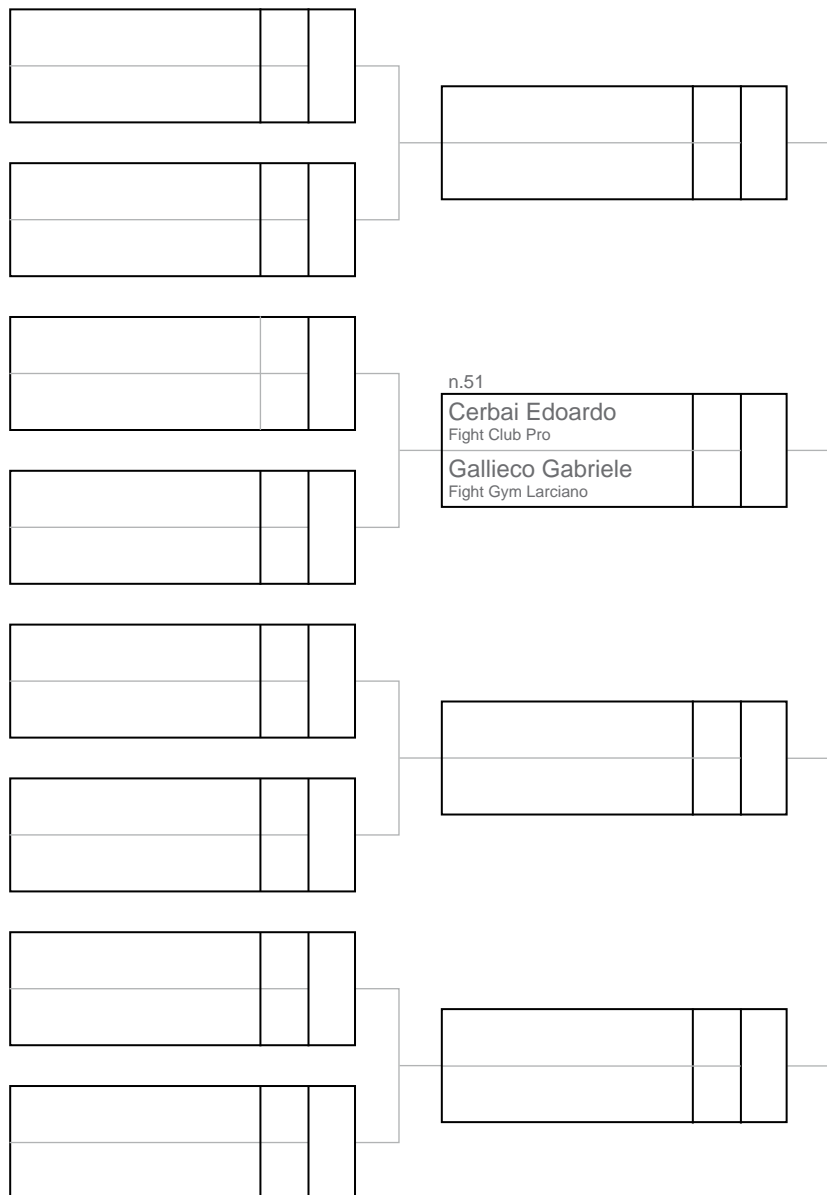 n.51
Cerbai Edoardo
Fight Club Pro
Gallieco Gabriele
Fight Gym Larciano